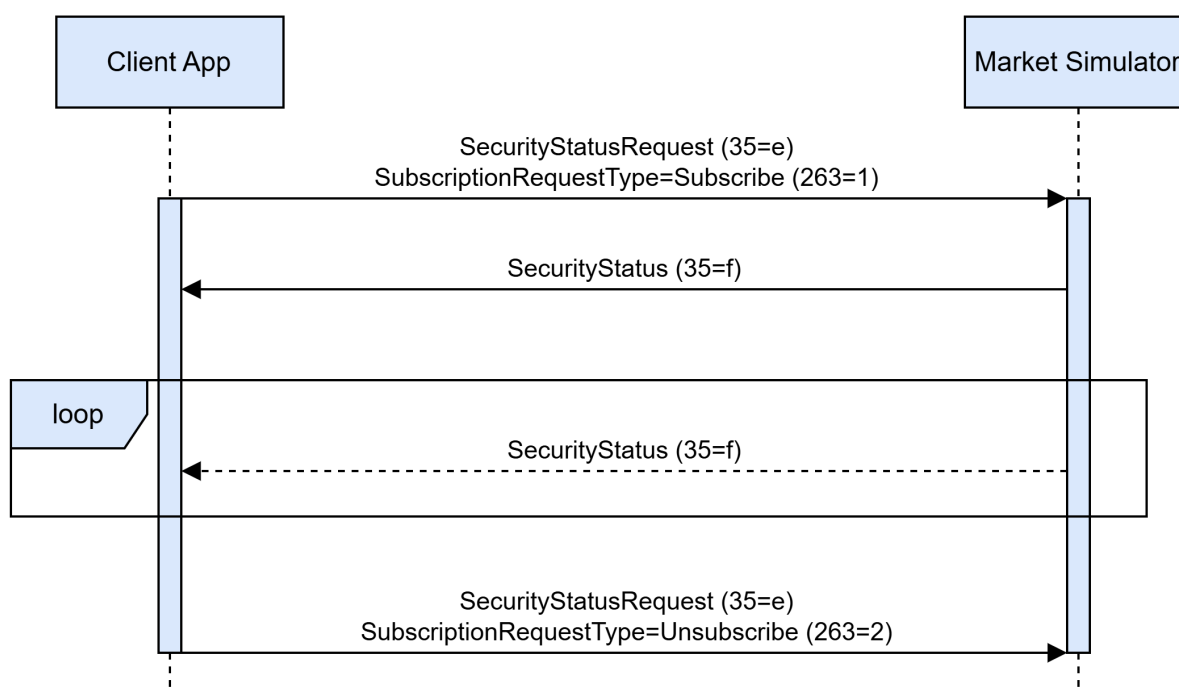 Client App
Market Simulator
SecurityStatusRequest (35=e)
SubscriptionRequestType=Subscribe (263=1)
SecurityStatus (35=f)
loop
SecurityStatus (35=f)
SecurityStatusRequest (35=e)
SubscriptionRequestType=Unsubscribe (263=2)